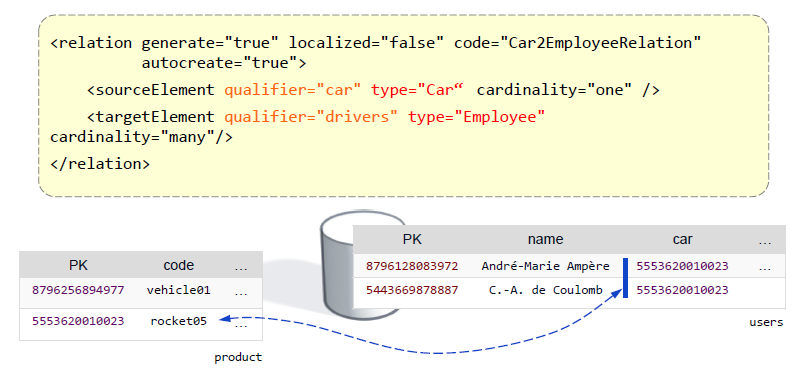 <relation generate="true" localized="false" code="Car2EmployeeRelation"
autocreate="true">
<sourceElement qualifier="car" type="Car“ cardinality="one" />
<targetElement qualifier="drivers" type="Employee"
cardinality="many"/>
</relation>
PK name car ...
8796128083972 André-Marie Ampère 5553620010023 ...
5443669878887 C.-A. de Coulomb 5553620010023
users
PK code ...
8796256894977 vehicle01 ...
5553620010023 rocket05 ...
product